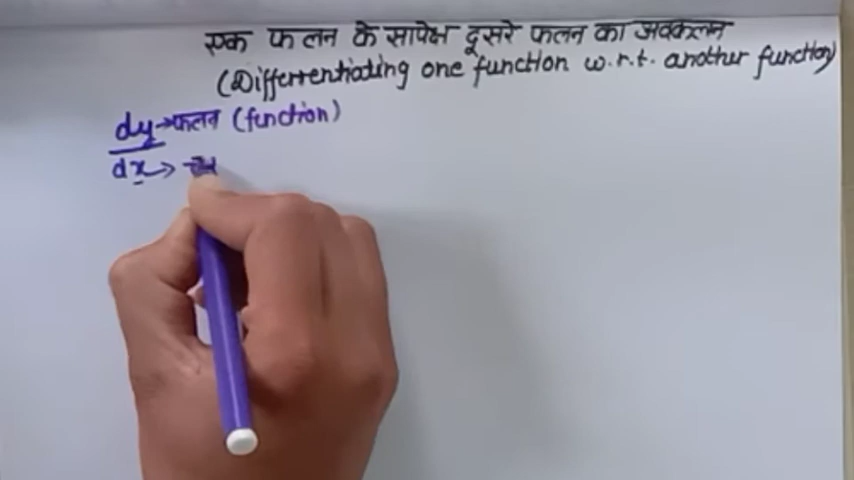 एक फलन के सापेक्ष दूसरे फलन का अवकलन
(Differentiating one function w.r.t. another function)
dy → फलन (function)
dx →